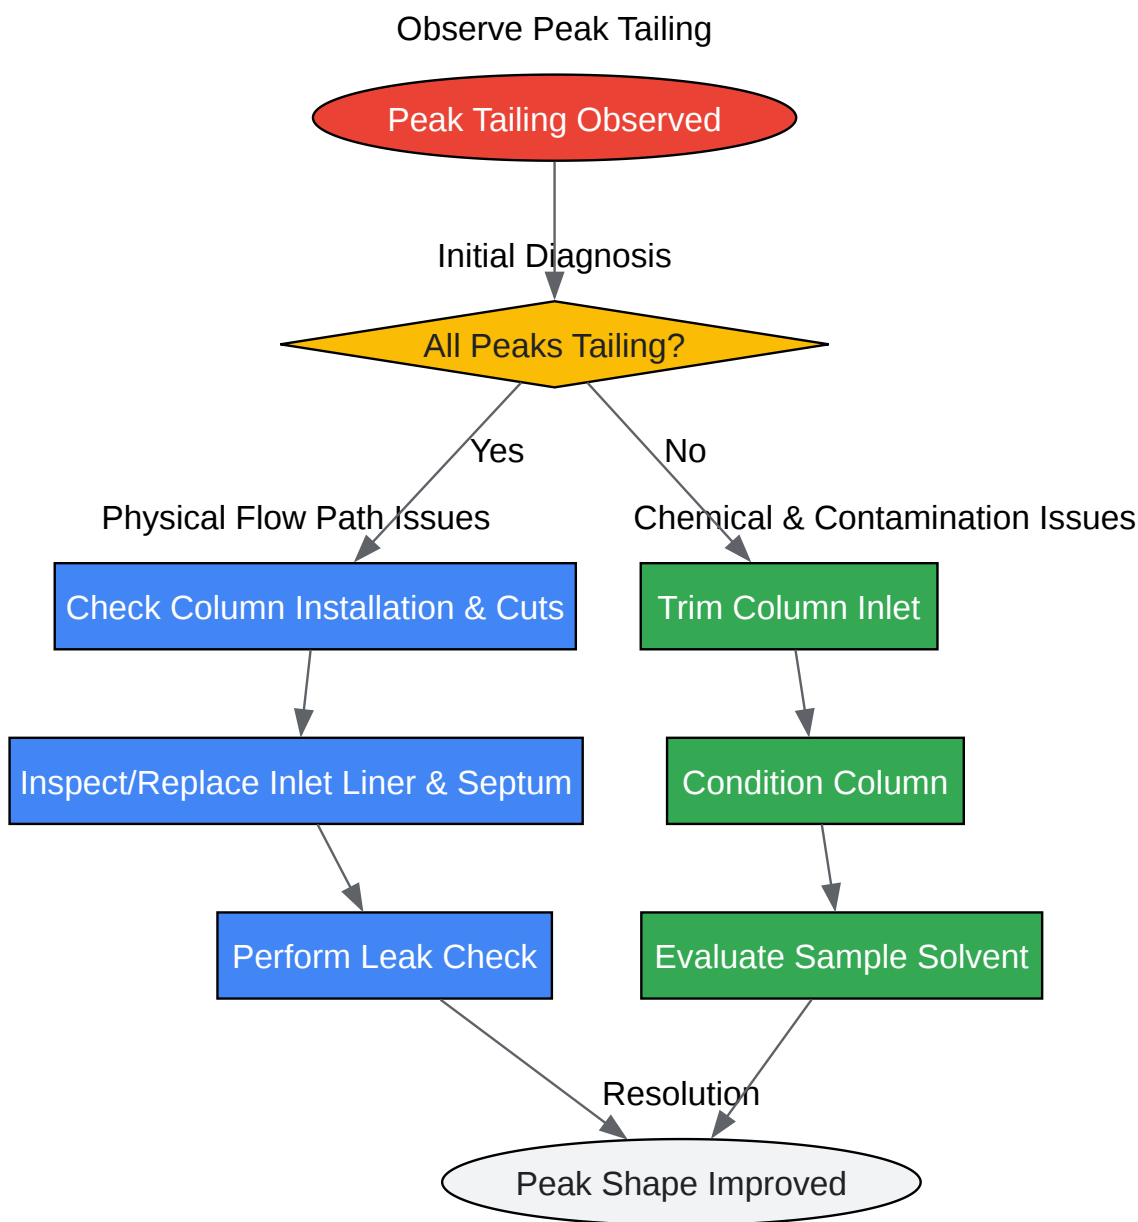 Observe Peak Tailing
Peak Tailing Observed
Initial Diagnosis
All Peaks Tailing?
Yes
No
Physical Flow Path Issues
Chemical & Contamination Issues
Check Column Installation & Cuts
Trim Column Inlet
Inspect/Replace Inlet Liner & Septum
Condition Column
Perform Leak Check
Evaluate Sample Solvent
Resolution
Peak Shape Improved